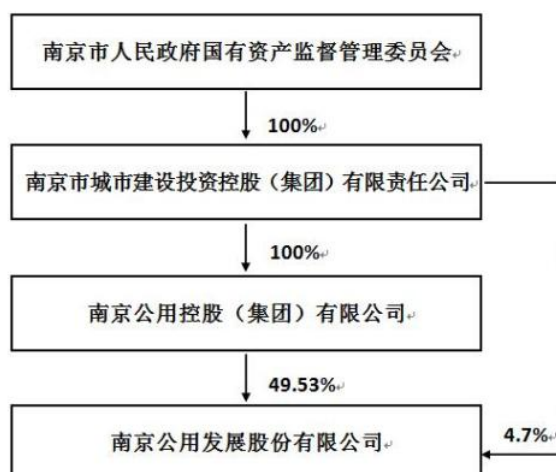 南京市人民政府国有资产监督管理委员会
100%
南京市城市建设投资控股（集团）有限责任公司
100%
南京公用控股（集团）有限公司
49.53%
南京公用发展股份有限公司
4.7%